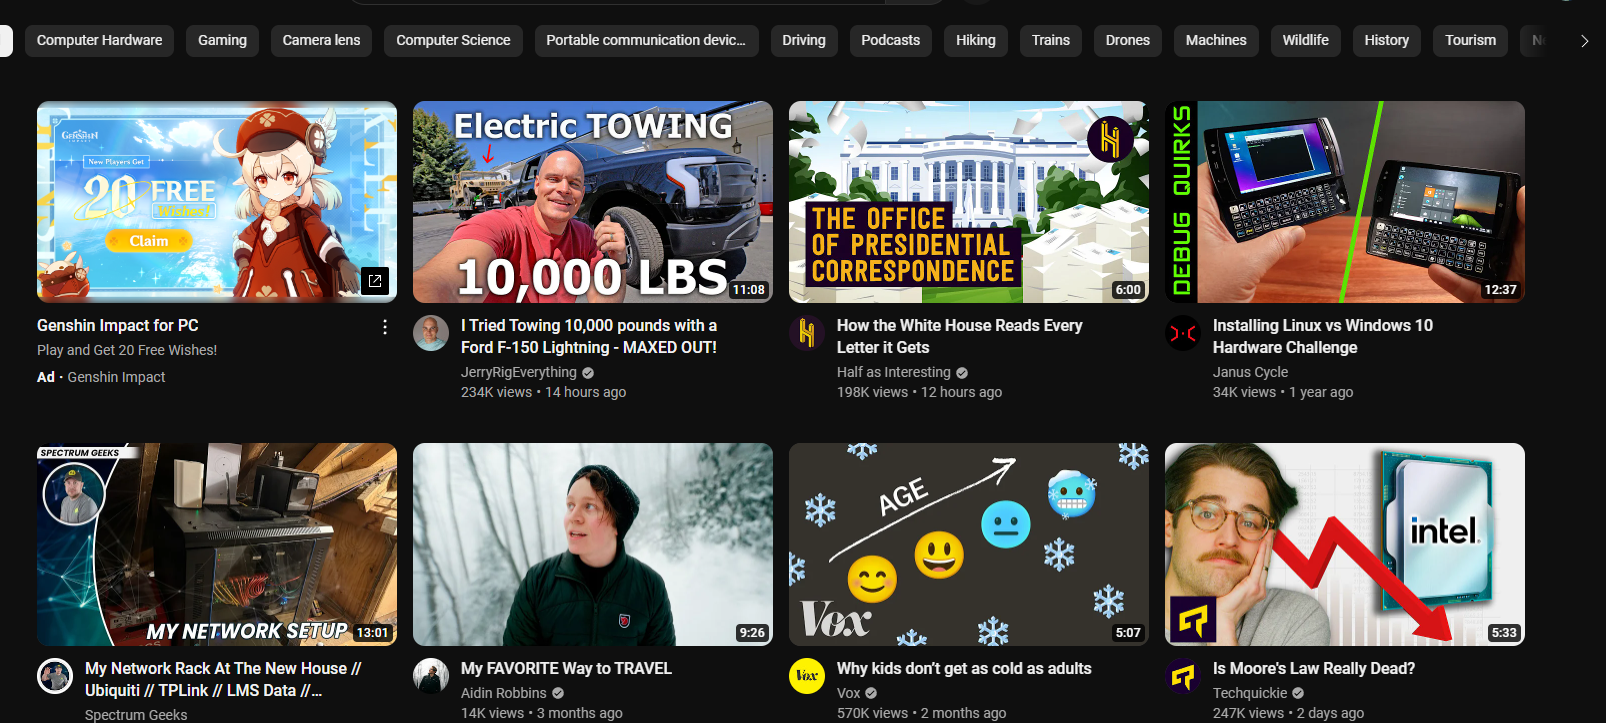 Computer Hardware
Gaming
Camera lens
Computer Science
Portable communication devic...
Driving
Podcasts
Hiking
Trains
Drones
Machines
Wildlife
History
Tourism
GENSHIN
IMPACT
New Players Get
20 FREE
Wishes!
Claim
Electric TOWING
10,000 LBS
11:08
THE OFFICE
OF PRESIDENTIAL
CORRESPONDENCE
6:00
DEBUG QUIRKS
12:37
Genshin Impact for PC
Play and Get 20 Free Wishes!
Ad · Genshin Impact
I Tried Towing 10,000 pounds with a
Ford F-150 Lightning - MAXED OUT!
JerryRigEverything
234K views • 14 hours ago
How the White House Reads Every
Letter it Gets
Half as Interesting
198K views • 12 hours ago
Installing Linux vs Windows 10
Hardware Challenge
Janus Cycle
34K views • 1 year ago
SPECTRUM GEEKS
MY NETWORK SETUP
13:01
9:26
AGE
Vox
5:07
intel.
5:33
My Network Rack At The New House //
Ubiquiti // TPLink // LMS Data //...
Spectrum Geeks
My FAVORITE Way to TRAVEL
Aidin Robbins
14K views • 3 months ago
Vox
Why kids don't get as cold as adults
Vox
570K views • 2 months ago
Is Moore's Law Really Dead?
Techquickie
247K views • 2 days ago